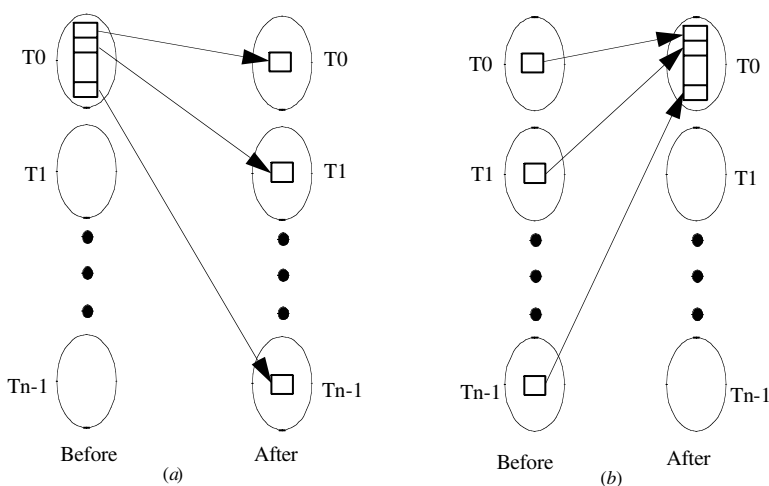 T0 T0
T1 T1
Tn-1 Tn-1
Before After
(a)
T0 T0
T1 T1
Tn-1 Tn-1
Before After
(b)